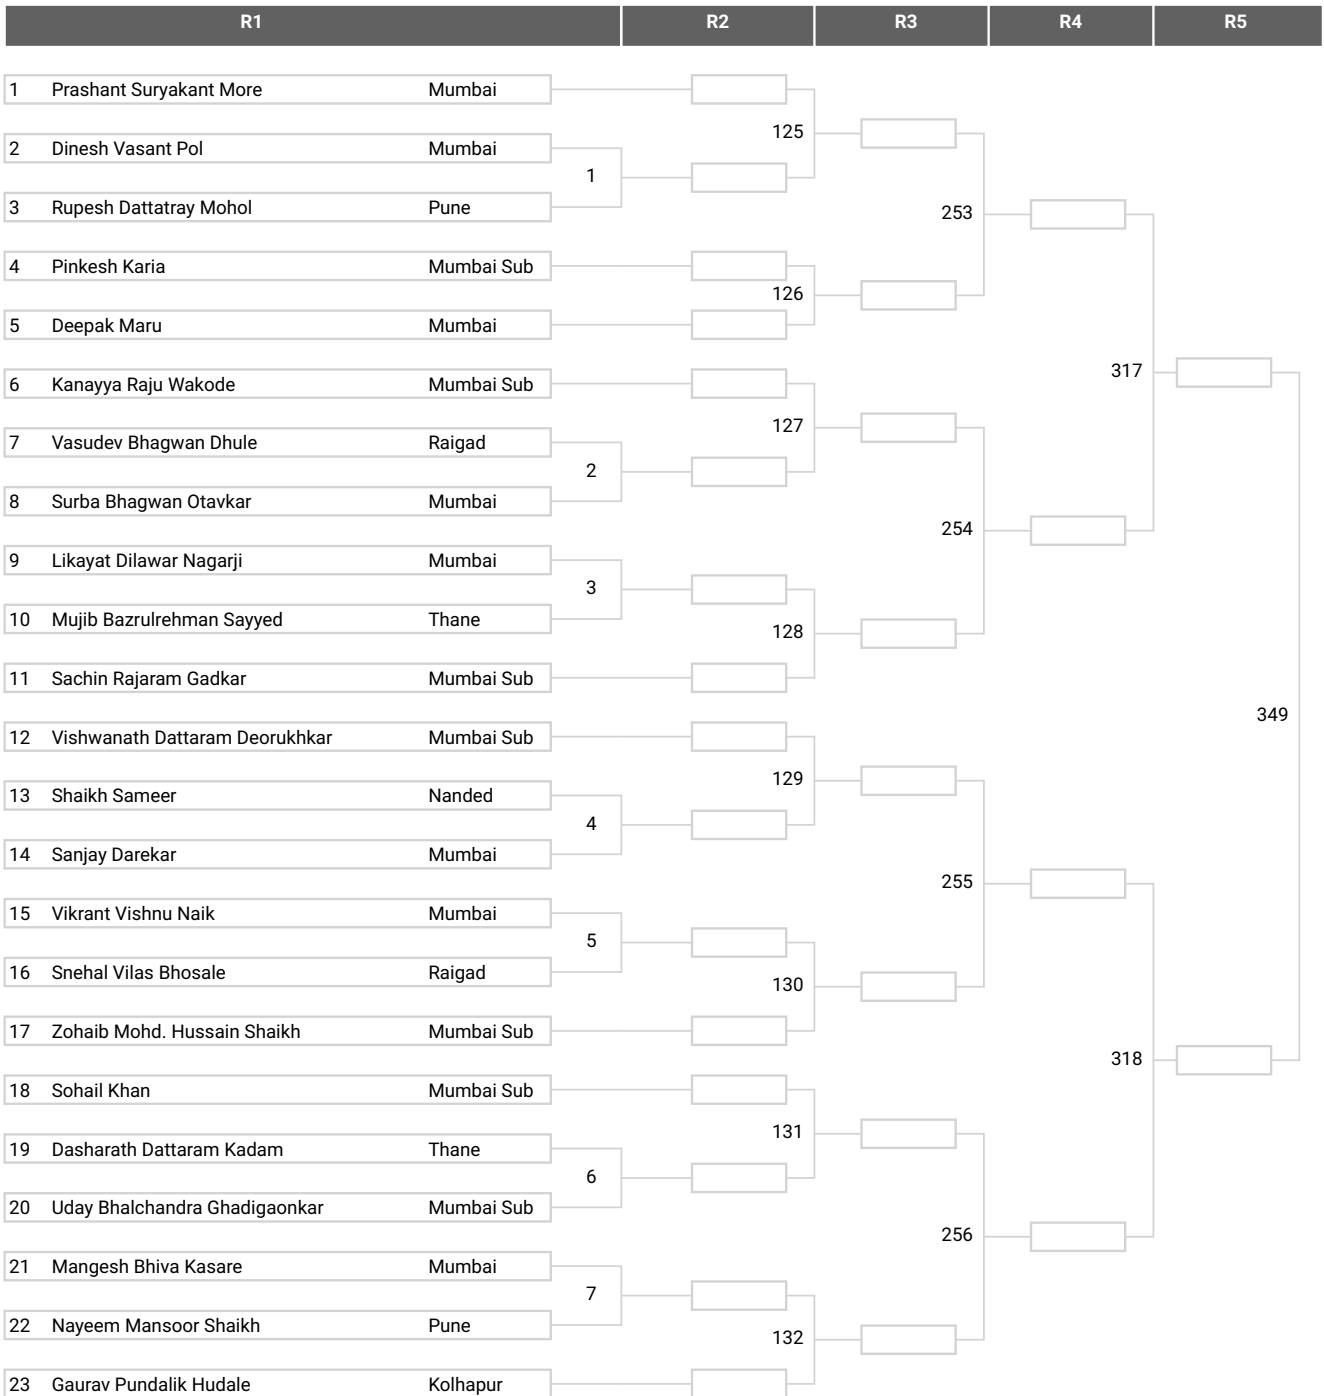 R1 R2 R3 R4 R5
1 Prashant Suryakant More Mumbai
125
2 Dinesh Vasant Pol Mumbai
1
3 Rupesh Dattatray Mohol Pune
253
4 Pinkesh Karia Mumbai Sub
126
5 Deepak Maru Mumbai
317
6 Kanayya Raju Wakode Mumbai Sub
127
7 Vasudev Bhagwan Dhule Raigad
2
8 Surba Bhagwan Otavkar Mumbai
254
9 Likayat Dilawar Nagarji Mumbai
3
10 Mujib Bazrulrehman Sayyed Thane
128
11 Sachin Rajaram Gadkar Mumbai Sub
349
12 Vishwanath Dattaram Deorukhkar Mumbai Sub
129
13 Shaikh Sameer Nanded
4
14 Sanjay Darekar Mumbai
255
15 Vikrant Vishnu Naik Mumbai
5
16 Snehal Vilas Bhosale Raigad
130
17 Zohaib Mohd. Hussain Shaikh Mumbai Sub
318
18 Sohail Khan Mumbai Sub
131
19 Dasharath Dattaram Kadam Thane
6
20 Uday Bhalchandra Ghadigaonkar Mumbai Sub
256
21 Mangesh Bhiva Kasare Mumbai
7
22 Nayeem Mansoor Shaikh Pune
132
23 Gaurav Pundalik Hudale Kolhapur